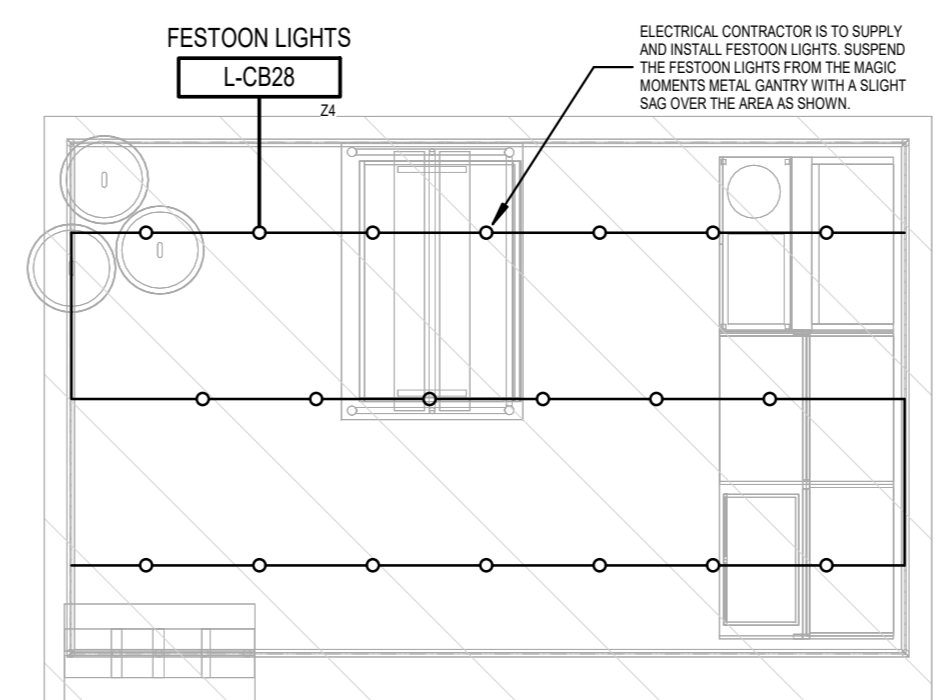 FESTOON LIGHTS
L-CB28
Z4
ELECTRICAL CONTRACTOR IS TO SUPPLY
AND INSTALL FESTOON LIGHTS. SUSPEND
THE FESTOON LIGHTS FROM THE MAGIC
MOMENTS METAL GANTRY WITH A SLIGHT
SAG OVER THE AREA AS SHOWN.